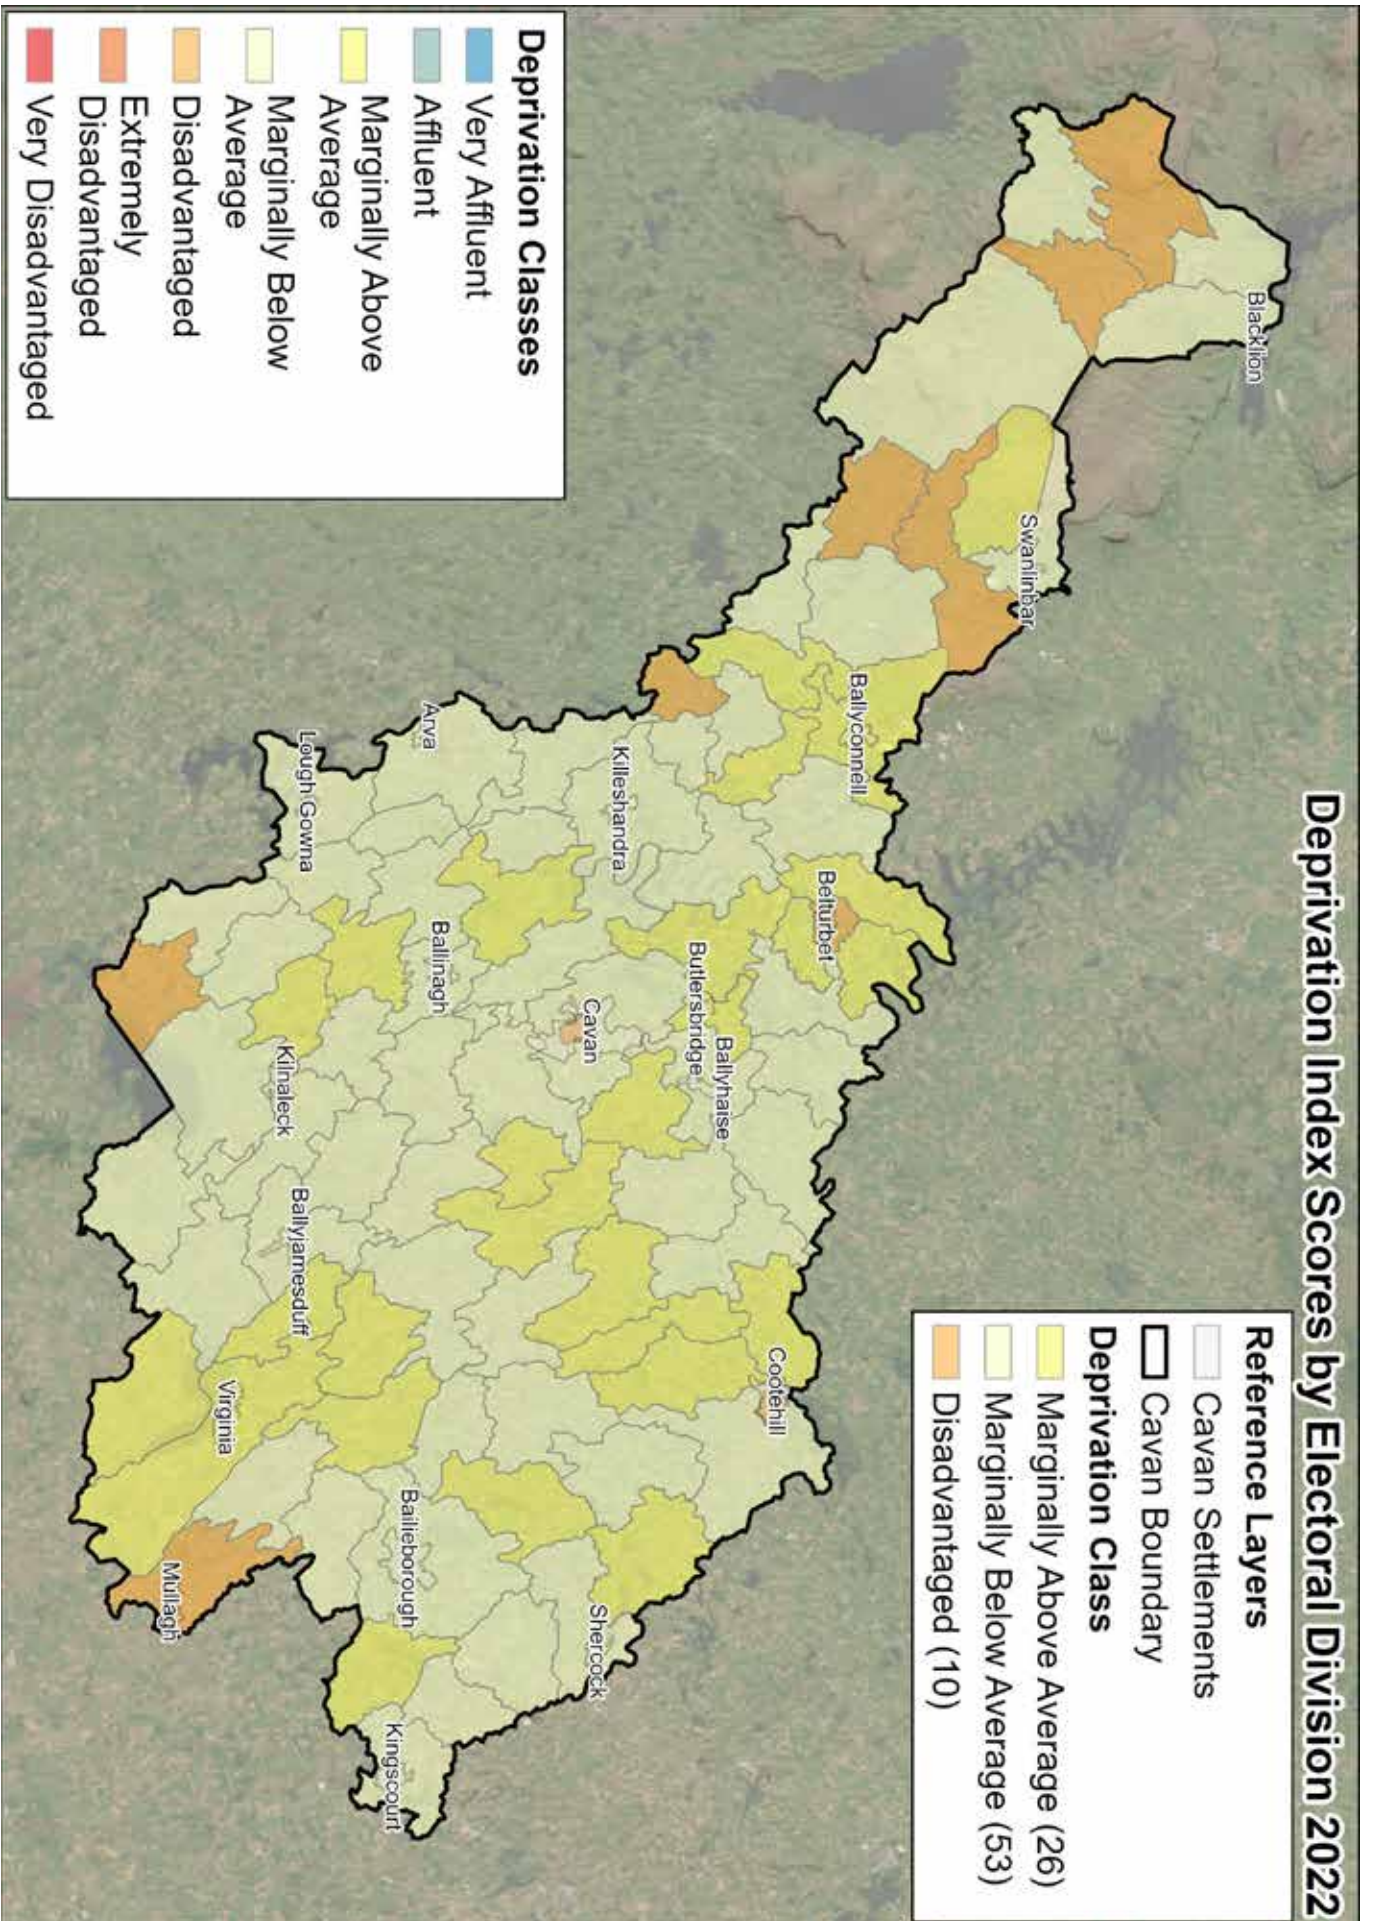 Deprivation Index Scores by Electoral Division 2022
Reference Layers
Cavan Settlements
Cavan Boundary
Deprivation Class
Marginally Above Average (26)
Marginally Below Average (53)
Disadvantaged (10)
Blacklion
Swanlinbar
Ballyconnell
Belturbet
Butlersbridge
Ballyhaise
Cootehill
Killeshandra
Cavan
Shercock
Arva
Ballinagh
Bailieborough
Kingscourt
Lough Gowna
Kilnaleck
Ballyjamesduff
Virginia
Mullagh
Deprivation Classes
Very Affluent
Affluent
Marginally Above
Average
Marginally Below
Average
Disadvantaged
Extremely
Disadvantaged
Very Disadvantaged